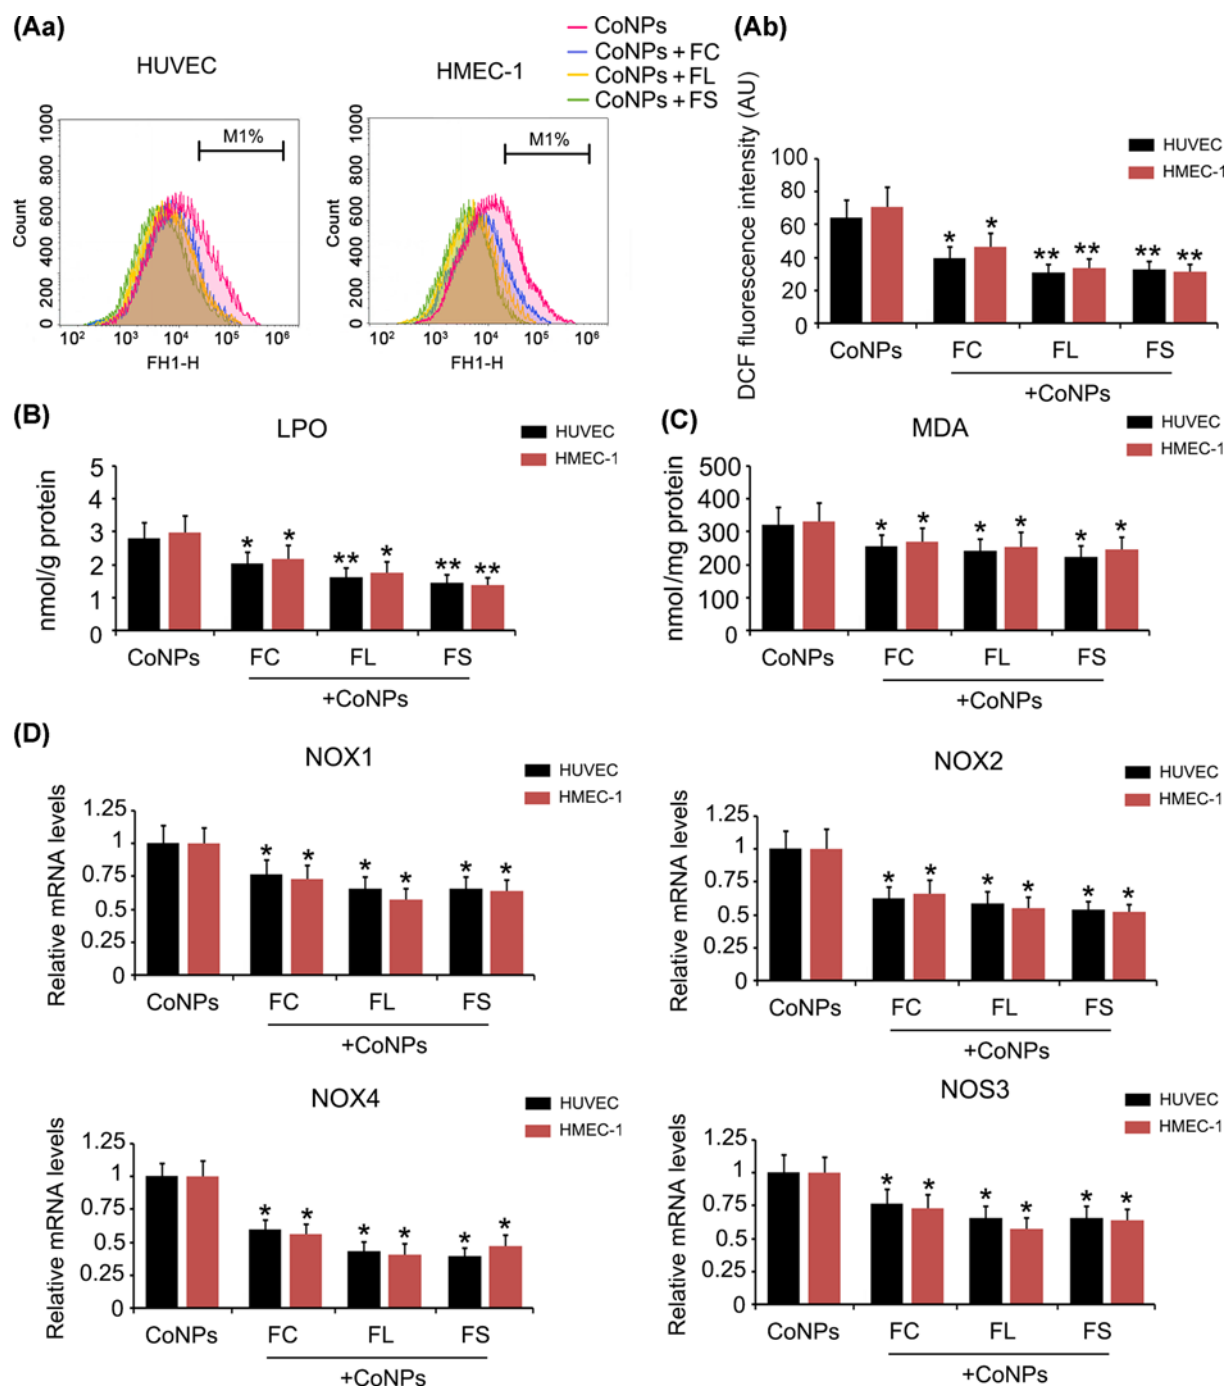 (Aa)
HUVEC
HMEC-1
CoNPs
CoNPs + FC
CoNPs + FL
CoNPs + FS
Count
1000
800
600
400
200
0
M1%
10² 10³ 10⁴ 10⁵ 10⁶
FH1-H
Count
1000
800
600
400
200
0
M1%
10² 10³ 10⁴ 10⁵ 10⁶
FH1-H
(Ab)
DCF fluorescence intensity (AU)
HUVEC
HMEC-1
100
80
60
40
20
0
* * ** ** ** **
CoNPs FC FL FS
+CoNPs
(B)
LPO
HUVEC
HMEC-1
nmol/g protein
5
4
3
2
1
0
* * ** * ** **
CoNPs FC FL FS
+CoNPs
(C)
MDA
HUVEC
HMEC-1
nmol/mg protein
500
400
300
200
100
0
* * * * * *
CoNPs FC FL FS
+CoNPs
(D)
NOX1
HUVEC
HMEC-1
Relative mRNA levels
1.25
1
0.75
0.5
0.25
0
* * * * * *
CoNPs FC FL FS
+CoNPs
NOX2
HUVEC
HMEC-1
Relative mRNA levels
1.25
1
0.75
0.5
0.25
0
* * * * * *
CoNPs FC FL FS
+CoNPs
NOX4
HUVEC
HMEC-1
Relative mRNA levels
1.25
1
0.75
0.5
0.25
0
* * * * * *
CoNPs FC FL FS
+CoNPs
NOS3
HUVEC
HMEC-1
Relative mRNA levels
1.25
1
0.75
0.5
0.25
0
* * * * * *
CoNPs FC FL FS
+CoNPs